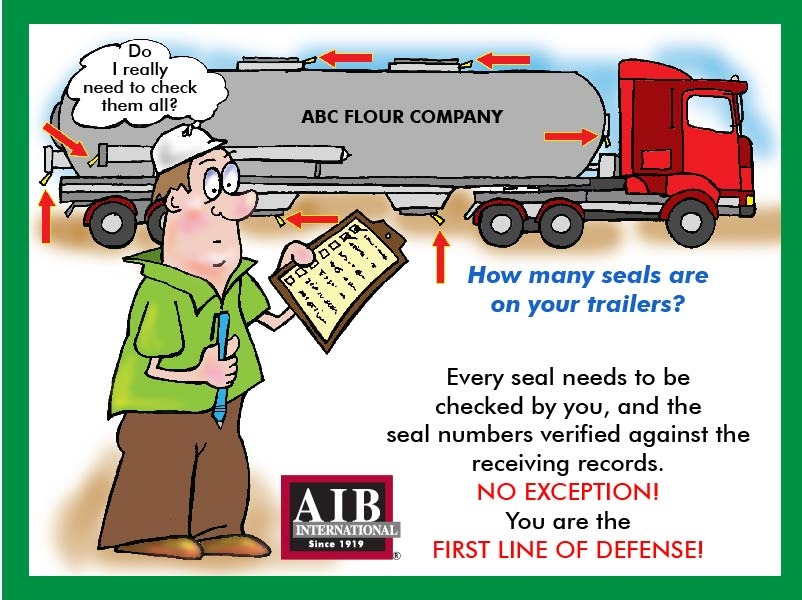 Do
I really
need to check
them all?
ABC FLOUR COMPANY
How many seals are
on your trailers?
Every seal needs to be
checked by you, and the
seal numbers verified against the
receiving records.
NO EXCEPTION!
You are the
FIRST LINE OF DEFENSE!
AIB
INTERNATIONAL
Since 1919
®